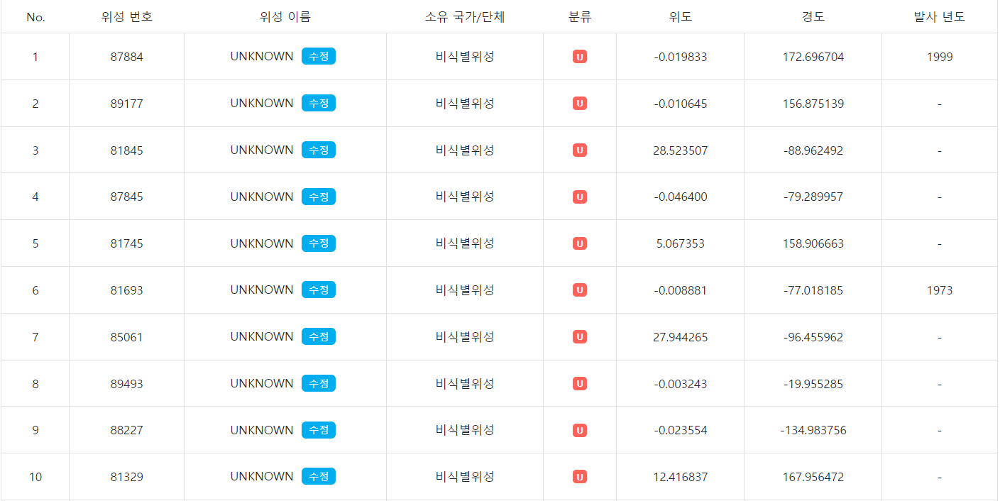 No. 위성 번호 위성 이름 소유 국가/단체 분류 위도 경도 발사 년도
1 87884 UNKNOWN 수정 비식별위성 U -0.019833 172.696704 1999
2 89177 UNKNOWN 수정 비식별위성 U -0.010645 156.875139 -
3 81845 UNKNOWN 수정 비식별위성 U 28.523507 -88.962492 -
4 87845 UNKNOWN 수정 비식별위성 U -0.046400 -79.289957 -
5 81745 UNKNOWN 수정 비식별위성 U 5.067353 158.906663 -
6 81693 UNKNOWN 수정 비식별위성 U -0.008881 -77.018185 1973
7 85061 UNKNOWN 수정 비식별위성 U 27.944265 -96.455962 -
8 89493 UNKNOWN 수정 비식별위성 U -0.003243 -19.955285 -
9 88227 UNKNOWN 수정 비식별위성 U -0.023554 -134.983756 -
10 81329 UNKNOWN 수정 비식별위성 U 12.416837 167.956472 -